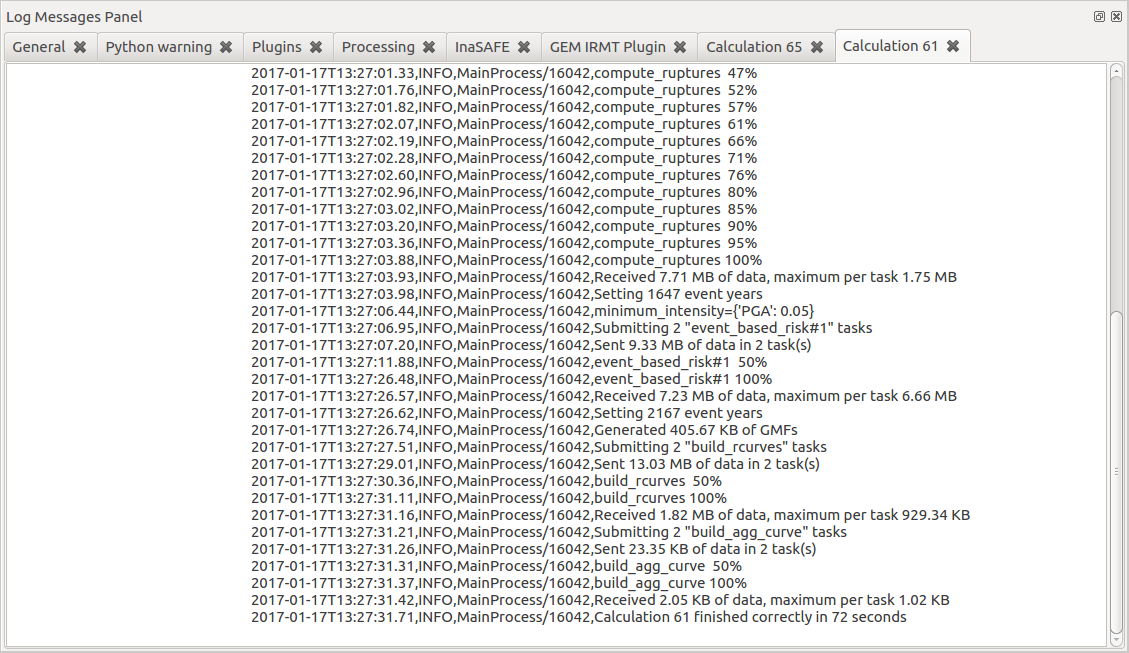 Log Messages Panel
General Python warning Plugins Processing InaSAFE GEM IRMT Plugin Calculation 65 Calculation 61
2017-01-17T13:27:01.33,INFO,MainProcess/16042,compute_ruptures  47%
2017-01-17T13:27:01.76,INFO,MainProcess/16042,compute_ruptures  52%
2017-01-17T13:27:01.82,INFO,MainProcess/16042,compute_ruptures  57%
2017-01-17T13:27:02.07,INFO,MainProcess/16042,compute_ruptures  61%
2017-01-17T13:27:02.19,INFO,MainProcess/16042,compute_ruptures  66%
2017-01-17T13:27:02.28,INFO,MainProcess/16042,compute_ruptures  71%
2017-01-17T13:27:02.60,INFO,MainProcess/16042,compute_ruptures  76%
2017-01-17T13:27:02.96,INFO,MainProcess/16042,compute_ruptures  80%
2017-01-17T13:27:03.02,INFO,MainProcess/16042,compute_ruptures  85%
2017-01-17T13:27:03.20,INFO,MainProcess/16042,compute_ruptures  90%
2017-01-17T13:27:03.36,INFO,MainProcess/16042,compute_ruptures  95%
2017-01-17T13:27:03.88,INFO,MainProcess/16042,compute_ruptures 100%
2017-01-17T13:27:03.93,INFO,MainProcess/16042,Received 7.71 MB of data, maximum per task 1.75 MB
2017-01-17T13:27:03.98,INFO,MainProcess/16042,Setting 1647 event years
2017-01-17T13:27:06.44,INFO,MainProcess/16042,minimum_intensity={'PGA': 0.05}
2017-01-17T13:27:06.95,INFO,MainProcess/16042,Submitting 2 "event_based_risk#1" tasks
2017-01-17T13:27:07.20,INFO,MainProcess/16042,Sent 9.33 MB of data in 2 task(s)
2017-01-17T13:27:11.88,INFO,MainProcess/16042,event_based_risk#1  50%
2017-01-17T13:27:26.48,INFO,MainProcess/16042,event_based_risk#1 100%
2017-01-17T13:27:26.57,INFO,MainProcess/16042,Received 7.23 MB of data, maximum per task 6.66 MB
2017-01-17T13:27:26.62,INFO,MainProcess/16042,Setting 2167 event years
2017-01-17T13:27:26.74,INFO,MainProcess/16042,Generated 405.67 KB of GMFs
2017-01-17T13:27:27.51,INFO,MainProcess/16042,Submitting 2 "build_rcurves" tasks
2017-01-17T13:27:29.01,INFO,MainProcess/16042,Sent 13.03 MB of data in 2 task(s)
2017-01-17T13:27:30.36,INFO,MainProcess/16042,build_rcurves  50%
2017-01-17T13:27:31.11,INFO,MainProcess/16042,build_rcurves 100%
2017-01-17T13:27:31.16,INFO,MainProcess/16042,Received 1.82 MB of data, maximum per task 929.34 KB
2017-01-17T13:27:31.21,INFO,MainProcess/16042,Submitting 2 "build_agg_curve" tasks
2017-01-17T13:27:31.26,INFO,MainProcess/16042,Sent 23.35 KB of data in 2 task(s)
2017-01-17T13:27:31.31,INFO,MainProcess/16042,build_agg_curve  50%
2017-01-17T13:27:31.37,INFO,MainProcess/16042,build_agg_curve 100%
2017-01-17T13:27:31.42,INFO,MainProcess/16042,Received 2.05 KB of data, maximum per task 1.02 KB
2017-01-17T13:27:31.71,INFO,MainProcess/16042,Calculation 61 finished correctly in 72 seconds